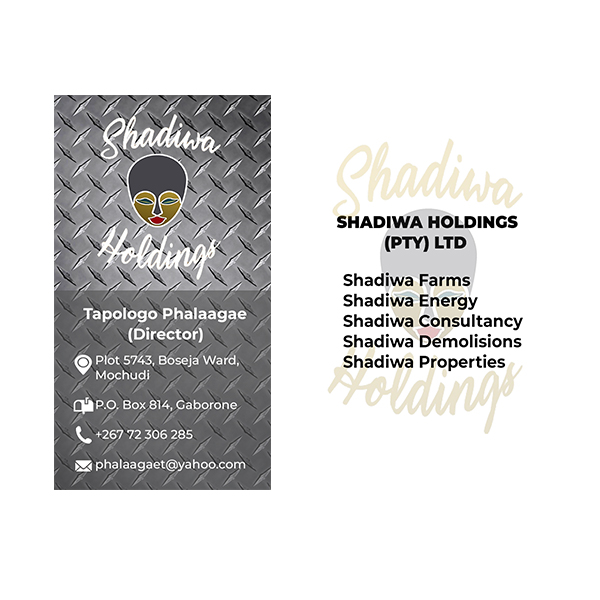 Shadiwa
Holdings
Tapologo Phalaagae
(Director)
Plot 5743, Boseja Ward,
Mochudi
P.O. Box 814, Gaborone
+267 72 306 285
phalaagaet@yahoo.com
Shadiwa
SHADIWA HOLDINGS
(PTY) LTD
Shadiwa Farms
Shadiwa Energy
Shadiwa Consultancy
Shadiwa Demolisions
Shadiwa Properties
Holdings